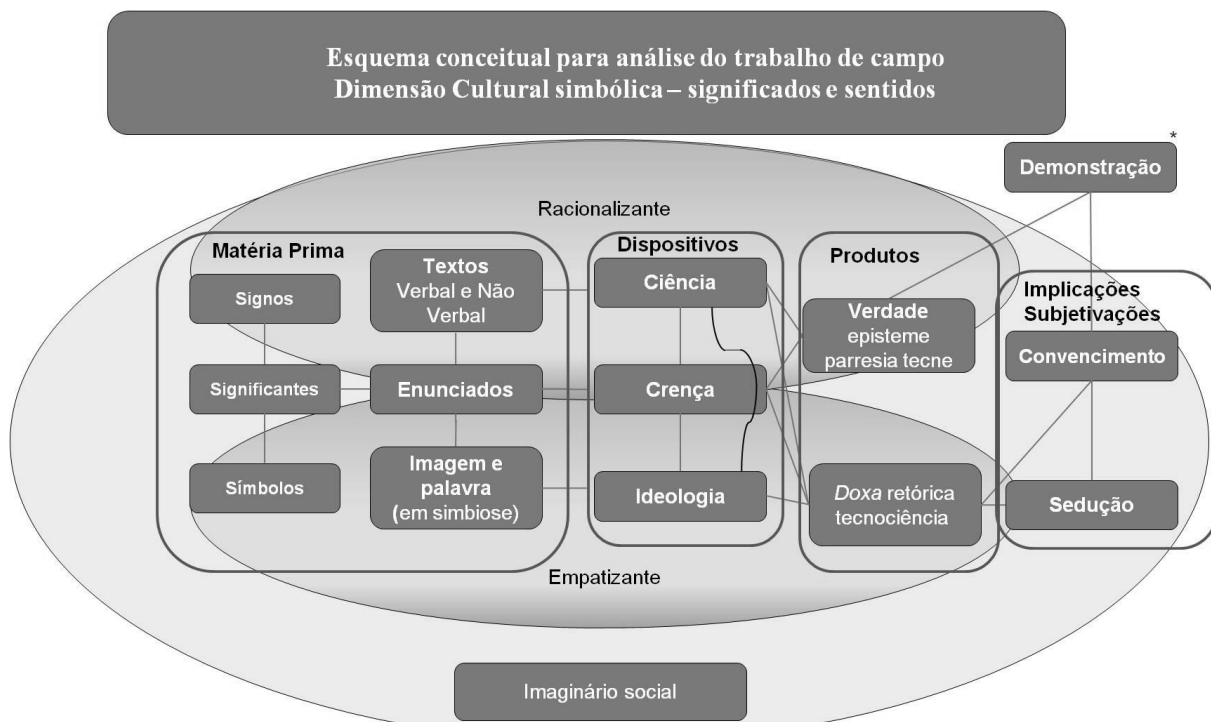 Esquema conceitual para análise do trabalho de campo
Dimensão Cultural simbólica – significados e sentidos
*
Demonstração
Racionalizante
Matéria Prima
Signos
Significantes
Símbolos
Textos
Verbal e Não
Verbal
Enunciados
Imagem e
palavra
(em simbiose)
Dispositivos
Ciência
Crença
Ideologia
Produtos
Verdade
episteme
parresia tecne
Doxa retórica
tecnociência
Implicações
Subjetivações
Convencimento
Sedução
Empatizante
Imaginário social